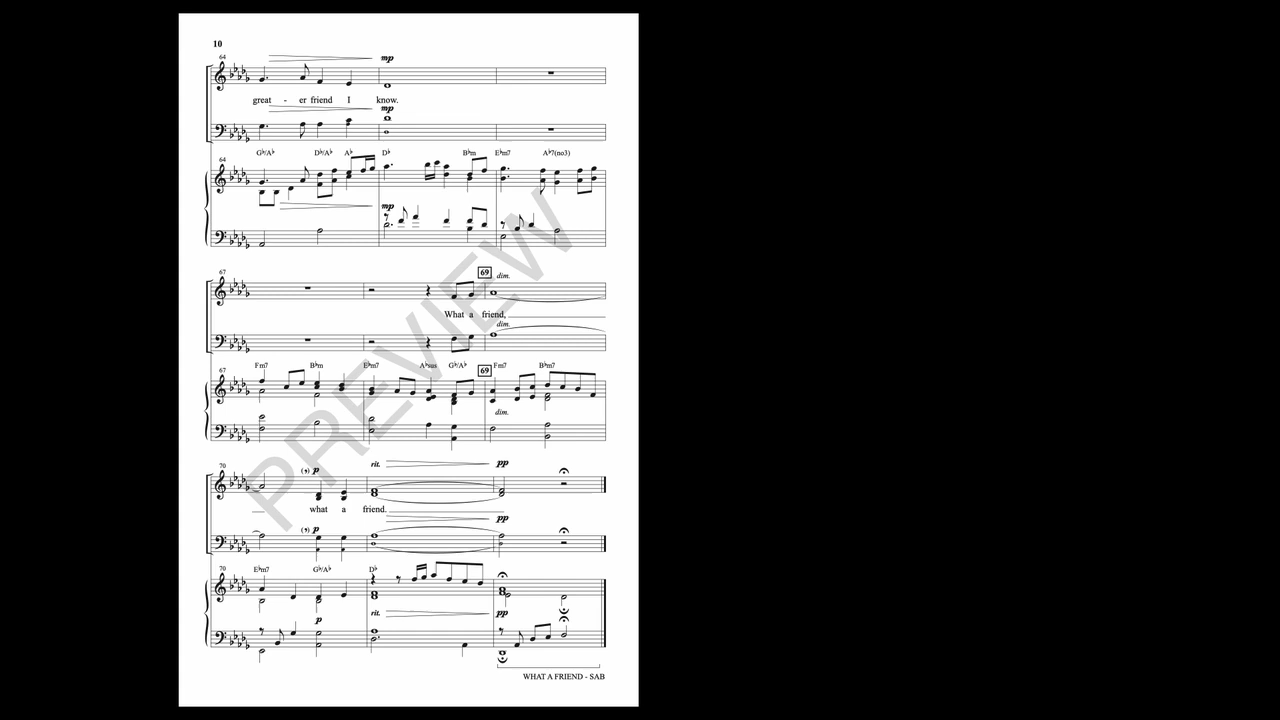 10
64
mp
great - er friend I know.
mp
G♭/A♭ D♭/A♭ A♭ D♭ B♭m E♭m7 A♭7(no3)
64
mp
67
69 dim.
What a friend,
dim.
Fm7 B♭m E♭m7 A♭sus G♭/A♭ 69 Fm7 B♭m7
67
dim.
70
(,) p rit. pp
what a friend.
(,) p pp
E♭m7 G♭/A♭ D♭
70
rit. pp
p
WHAT A FRIEND - SAB
PREVIEW